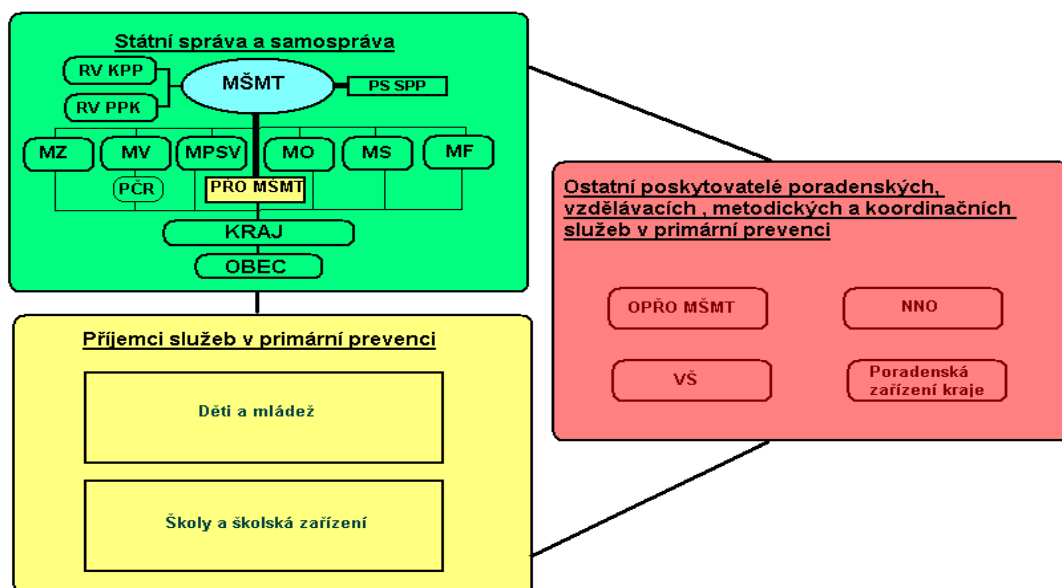 Státní správa a samospráva
RV KPP
MŠMT
PS SPP
RV PPK
MZ
MV
MPSV
MO
MS
MF
PČR
PŘO MŠMT
KRAJ
OBEC
Ostatní poskytovatelé poradenských,
vzdělávacích , metodických a koordinačních
služeb v primární prevenci
OPŘO MŠMT
NNO
VŠ
Poradenská
zařízení kraje
Příjemci služeb v primární prevenci
Děti a mládež
Školy a školská zařízení